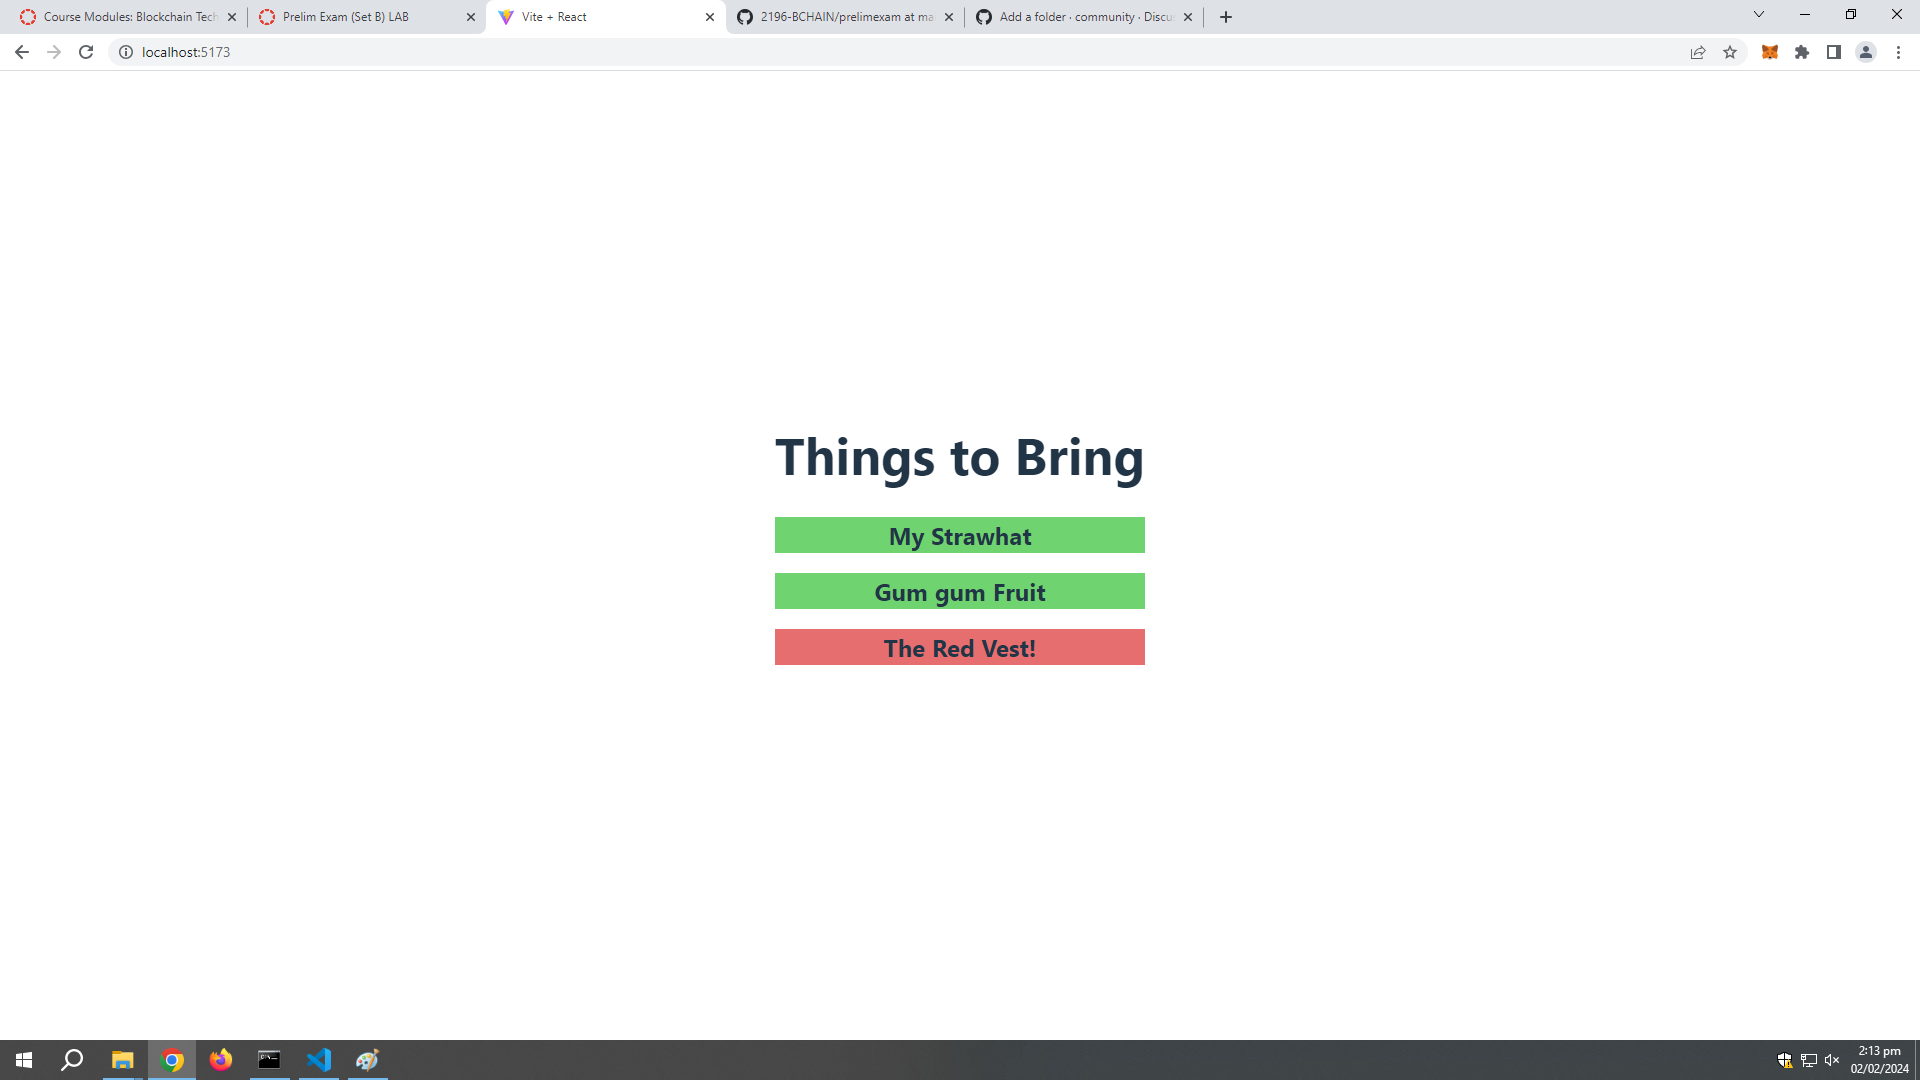 Course Modules: Blockchain Tech
Prelim Exam (Set B) LAB
Vite + React
2196-BCHAIN/prelimexam at ma
Add a folder · community · Discu
localhost:5173
Things to Bring
My Strawhat
Gum gum Fruit
The Red Vest!
2:13 pm
02/02/2024